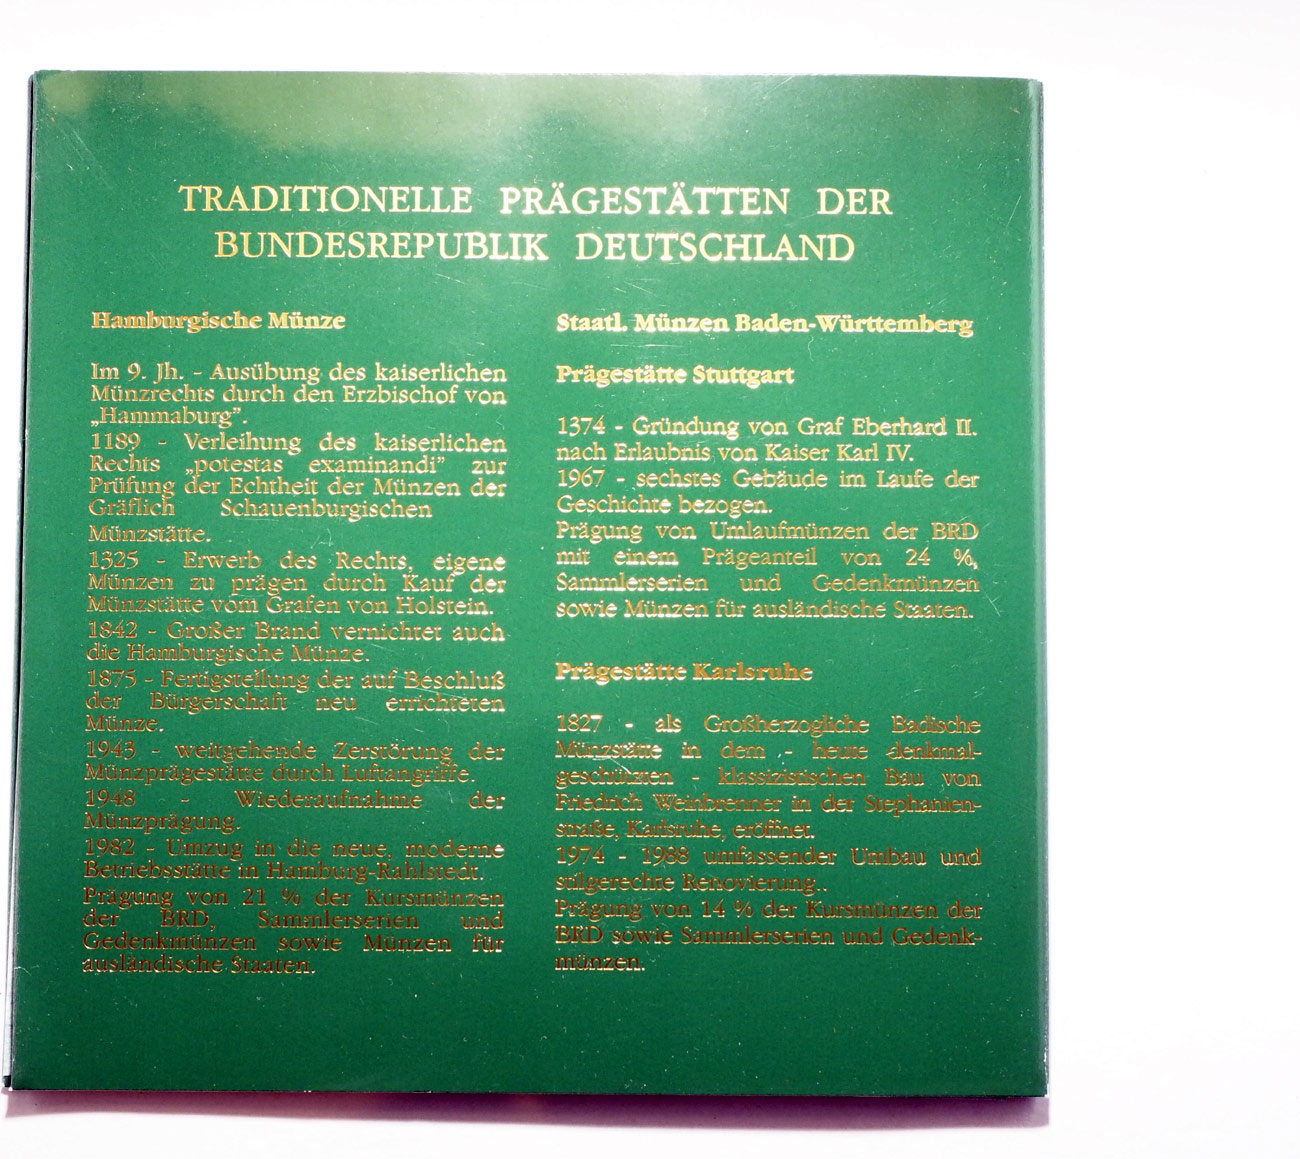 TRADITIONELLE PRÄGESTÄTTEN DER
BUNDESREPUBLIK DEUTSCHLAND
Hamburgische Münze
Im 9. Jh. - Ausübung des kaiserlichen
Münzrechts durch den Erzbischof von
„Hammaburg”.
1189 - Verleihung des kaiserlichen
Rechts „potestas examinandi” zur
Prüfung der Echtheit der Münzen der
Gräflich Schauenburgischen
Münzstätte.
1325 - Erwerb des Rechts, eigene
Münzen zu prägen durch Kauf der
Münzstätte vom Grafen von Holstein.
1842 - Großer Brand vernichtet auch
die Hamburgische Münze.
1875 - Fertigstellung der auf Beschluß
der Bürgerschaft neu errichteten
Münze.
1943 - weitgehende Zerstörung der
Münzprägestätte durch Luftangriffe.
1948 - Wiederaufnahme der
Münzprägung.
1982 - Umzug in die neue, moderne
Betriebsstätte in Hamburg-Rahlstedt.
Prägung von 21 % der Kursmünzen
der BRD, Sammlerserien und
Gedenkmünzen sowie Münzen für
ausländische Staaten.
Staatl. Münzen Baden-Württemberg
Prägestätte Stuttgart
1374 - Gründung von Graf Eberhard II.
nach Erlaubnis von Kaiser Karl IV.
1967 - sechstes Gebäude im Laufe der
Geschichte bezogen.
Prägung von Umlaufmünzen der BRD
mit einem Prägeanteil von 24 %,
Sammlerserien und Gedenkmünzen
sowie Münzen für ausländische Staaten.
Prägestätte Karlsruhe
1827 - als Großherzogliche Badische
Münzstätte in dem - heute denkmal-
geschützten - klassizistischen Bau von
Friedrich Weinbrenner in der Stephanien-
straße, Karlsruhe, eröffnet.
1974 - 1988 umfassender Umbau und
stilgerechte Renovierung..
Prägung von 14 % der Kursmünzen der
BRD sowie Sammlerserien und Gedenk-
münzen.